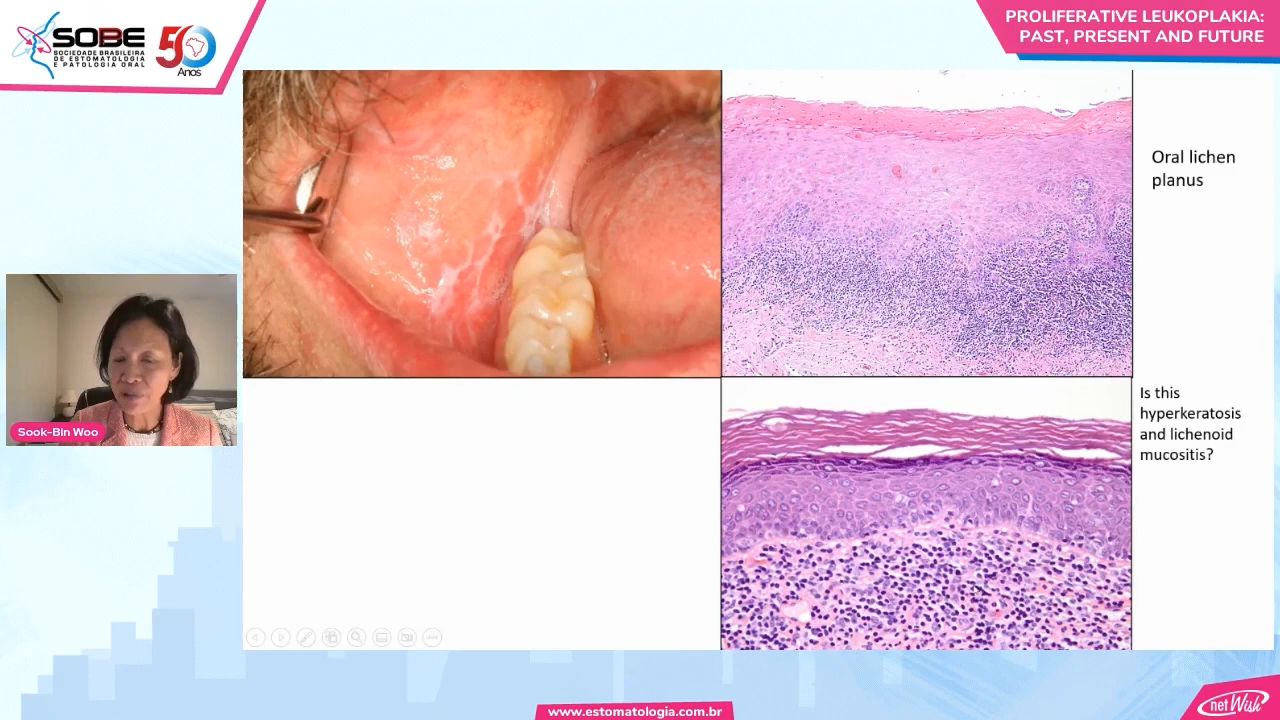 SOBE
SOCIEDADE BRASILEIRA
DE ESTOMATOLOGIA
E PATOLOGIA ORAL
50
Anos
PROLIFERATIVE LEUKOPLAKIA:
PAST, PRESENT AND FUTURE
Oral lichen
planus
Sook-Bin Woo
Is this
hyperkeratosis
and lichenoid
mucositis?
www.estomatologia.com.br
netWish